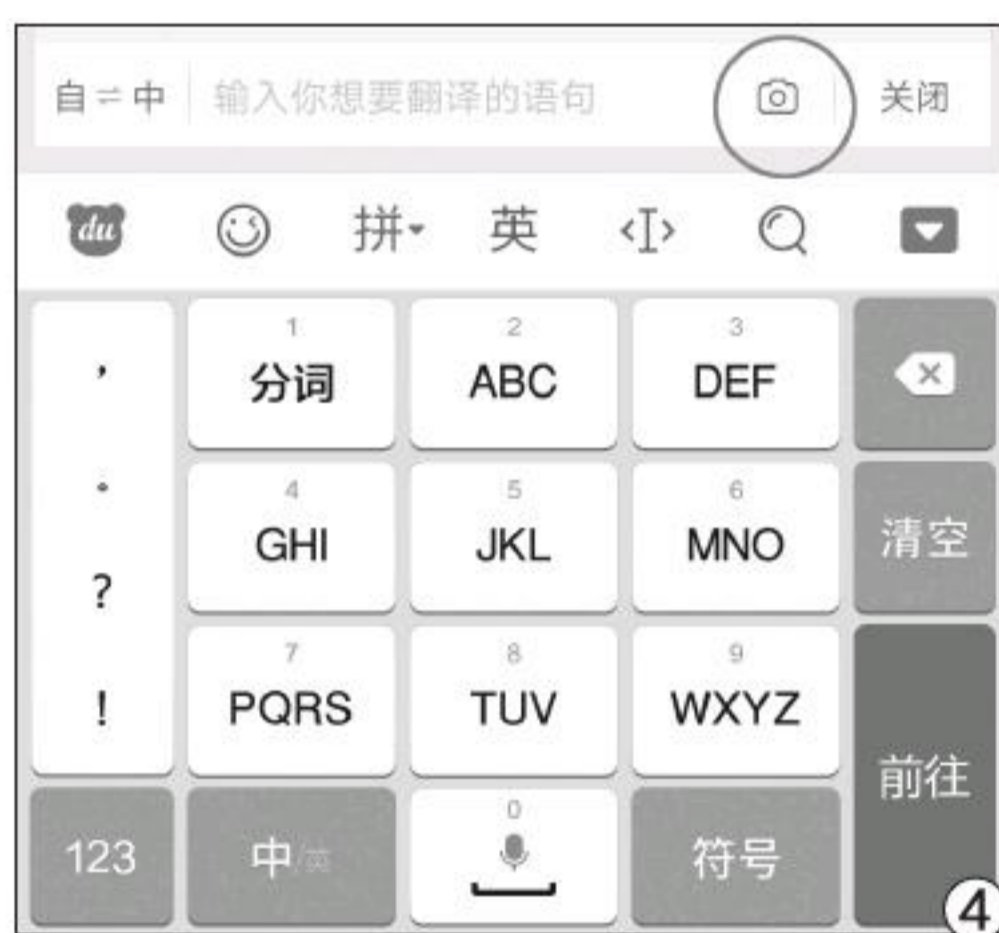 自⇌中 输入你想要翻译的语句 关闭
du 拼 英
, 1 2 3
分词 ABC DEF
。 4 5 6
GHI JKL MNO 清空
?
7 8 9
! PQRS TUV WXYZ
前往
0
123 中/英 符号
④